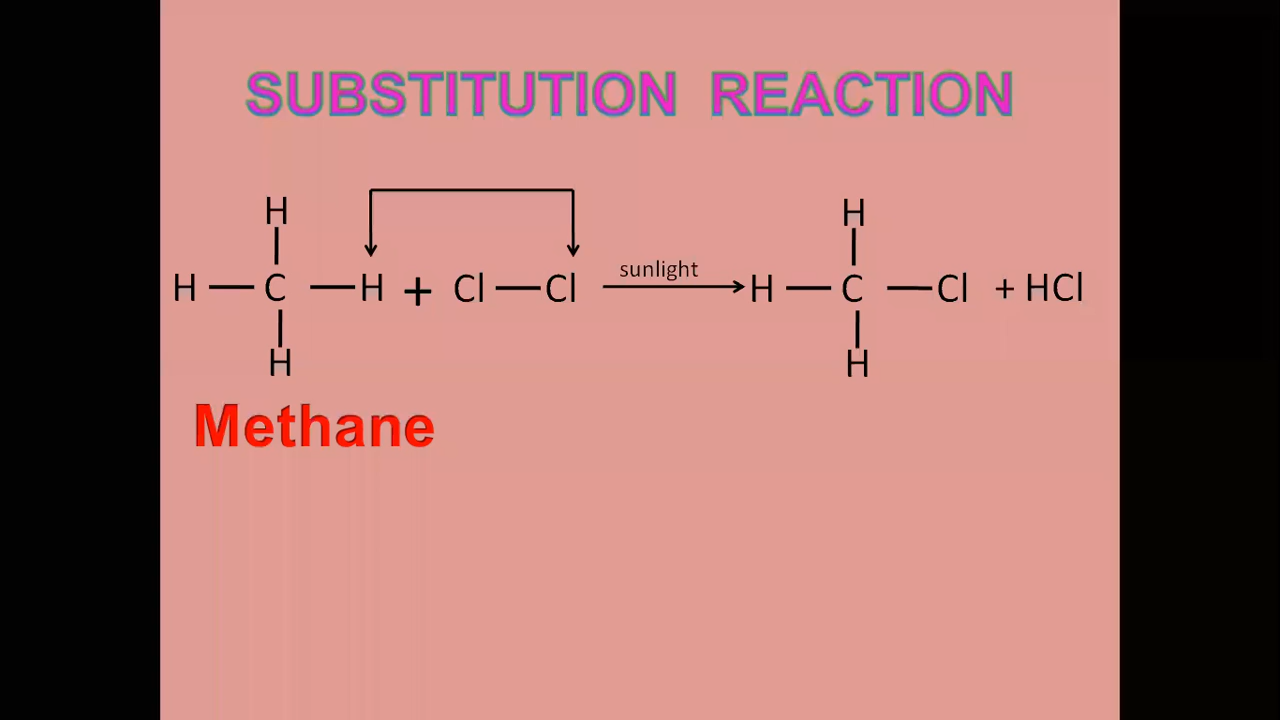 SUBSTITUTION REACTION
H H
sunlight
H — C — H + Cl — Cl H — C — Cl + HCl
H H
Methane